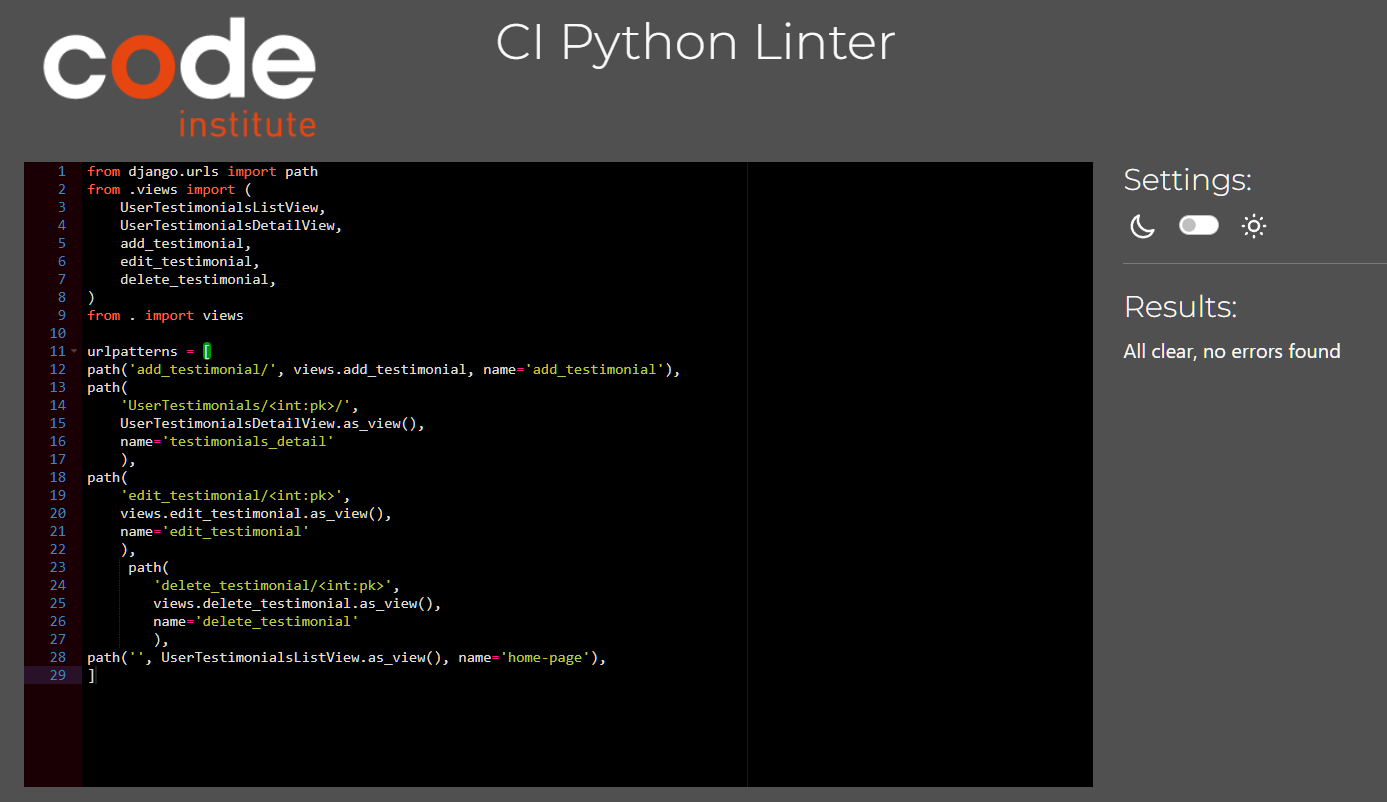 code
institute
CI Python Linter
1 from django.urls import path
2 from .views import (
3     UserTestimonialsListView,
4     UserTestimonialsDetailView,
5     add_testimonial,
6     edit_testimonial,
7     delete_testimonial,
8 )
9 from . import views
10
11 urlpatterns = [
12 path('add_testimonial/', views.add_testimonial, name='add_testimonial'),
13 path(
14     'UserTestimonials/<int:pk>/',
15     UserTestimonialsDetailView.as_view(),
16     name='testimonials_detail'
17     ),
18 path(
19     'edit_testimonial/<int:pk>',
20     views.edit_testimonial.as_view(),
21     name='edit_testimonial'
22     ),
23      path(
24         'delete_testimonial/<int:pk>',
25         views.delete_testimonial.as_view(),
26         name='delete_testimonial'
27         ),
28 path('', UserTestimonialsListView.as_view(), name='home-page'),
29 ]
Settings:
Results:
All clear, no errors found